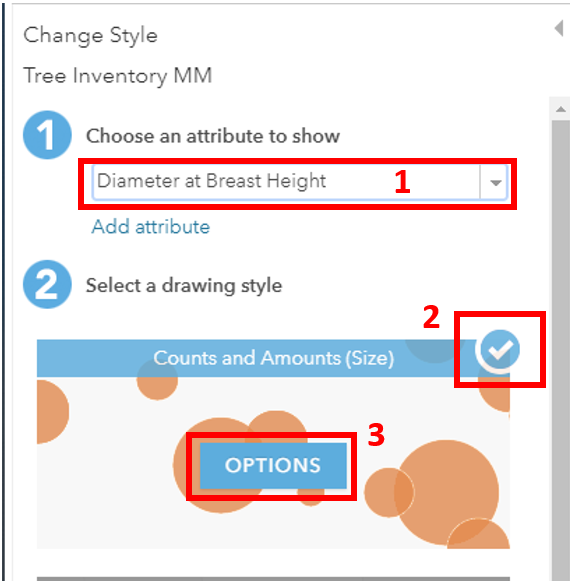 Change Style
Tree Inventory MM
1 Choose an attribute to show
Diameter at Breast Height 1
Add attribute
2 Select a drawing style
2
Counts and Amounts (Size)
3
OPTIONS